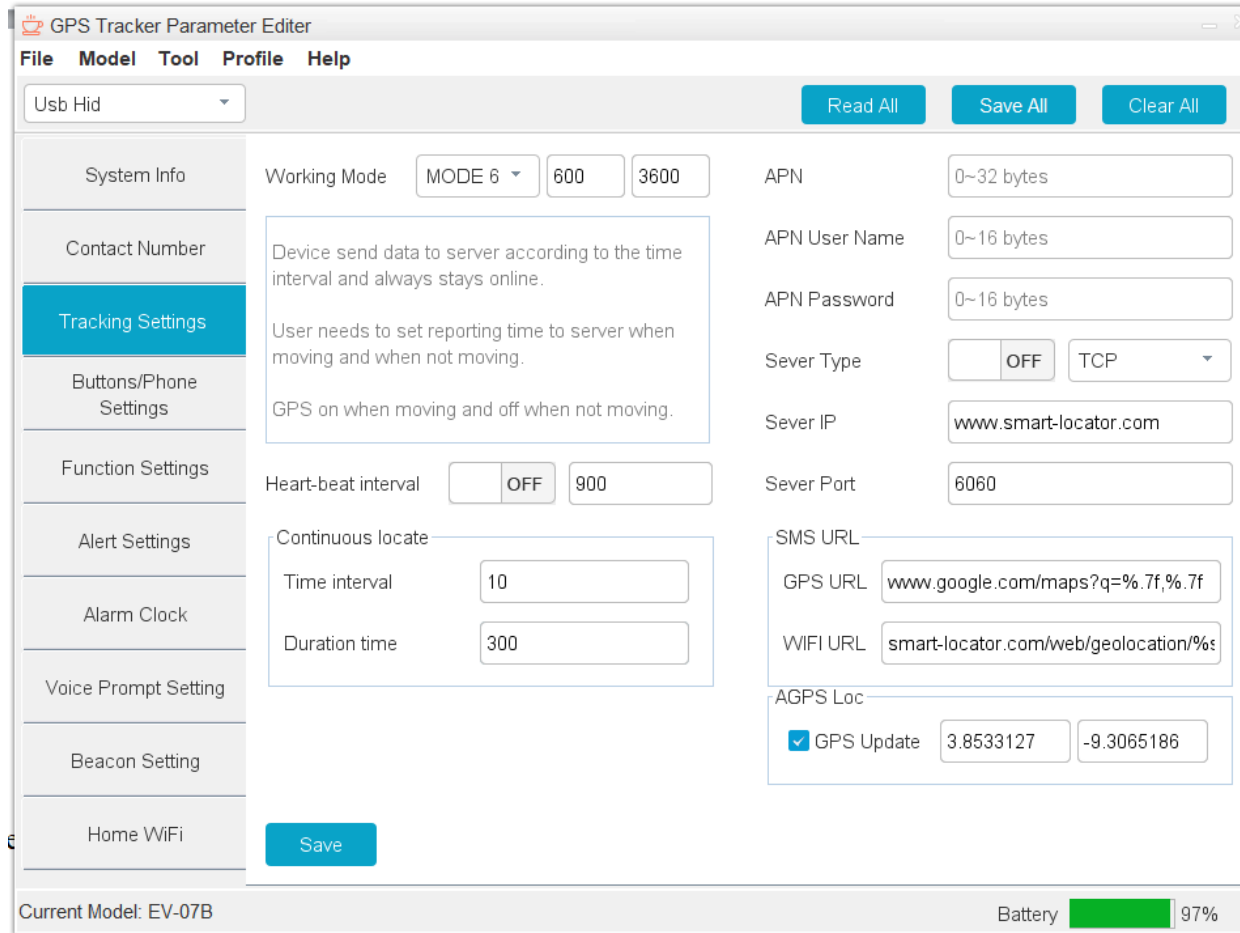 GPS Tracker Parameter Editer
File Model Tool Profile Help
Usb Hid
Read All Save All Clear All
System Info
Contact Number
Tracking Settings
Buttons/Phone
Settings
Function Settings
Alert Settings
Alarm Clock
Voice Prompt Setting
Beacon Setting
Home WiFi
Working Mode MODE 6 600 3600
Device send data to server according to the time
interval and always stays online.
User needs to set reporting time to server when
moving and when not moving.
GPS on when moving and off when not moving.
Heart-beat interval OFF 900
Continuous locate
Time interval 10
Duration time 300
Save
APN 0~32 bytes
APN User Name 0~16 bytes
APN Password 0~16 bytes
Sever Type OFF TCP
Sever IP www.smart-locator.com
Sever Port 6060
SMS URL
GPS URL www.google.com/maps?q=%.7f,%.7f
WIFI URL smart-locator.com/web/geolocation/%s
AGPS Loc
GPS Update 3.8533127 -9.3065186
Current Model: EV-07B
Battery 97%